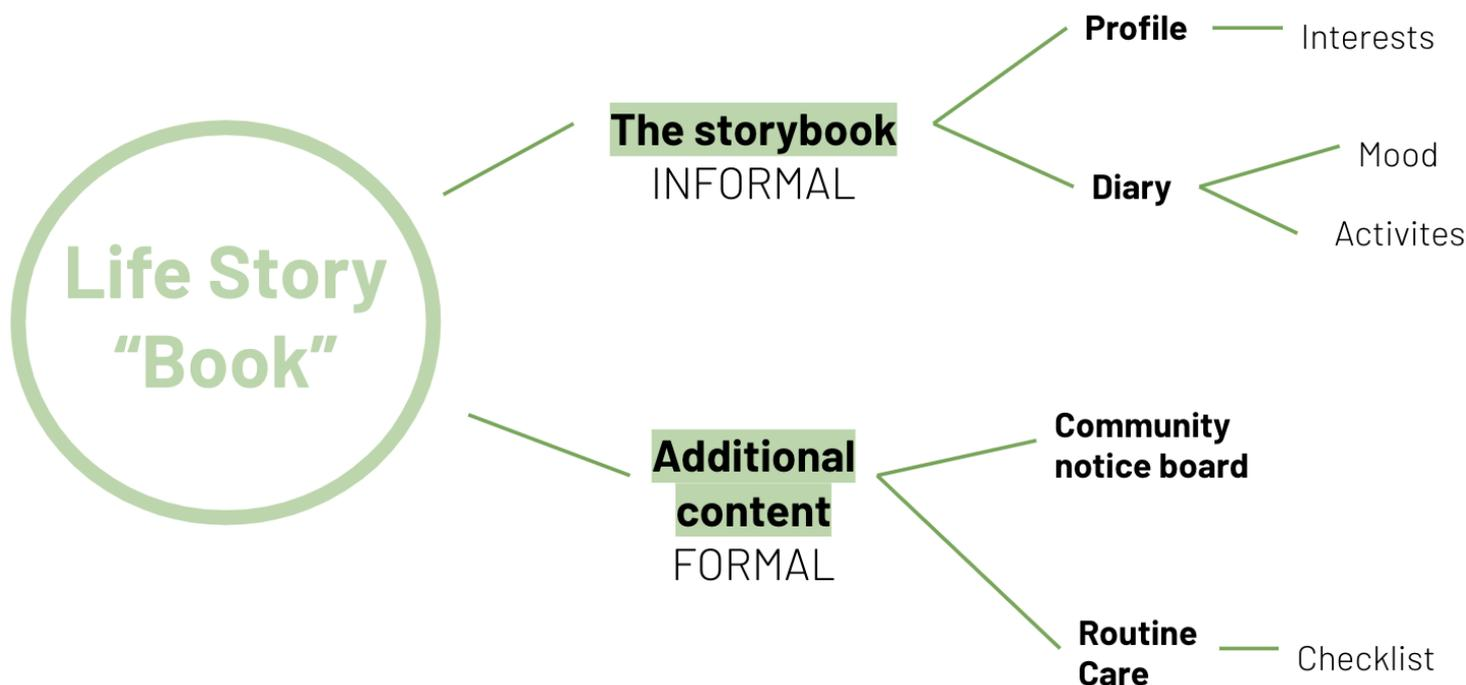 Life Story
“Book”
The storybook
INFORMAL
Profile
Interests
Diary
Mood
Activites
Additional
content
FORMAL
Community
notice board
Routine
Care
Checklist